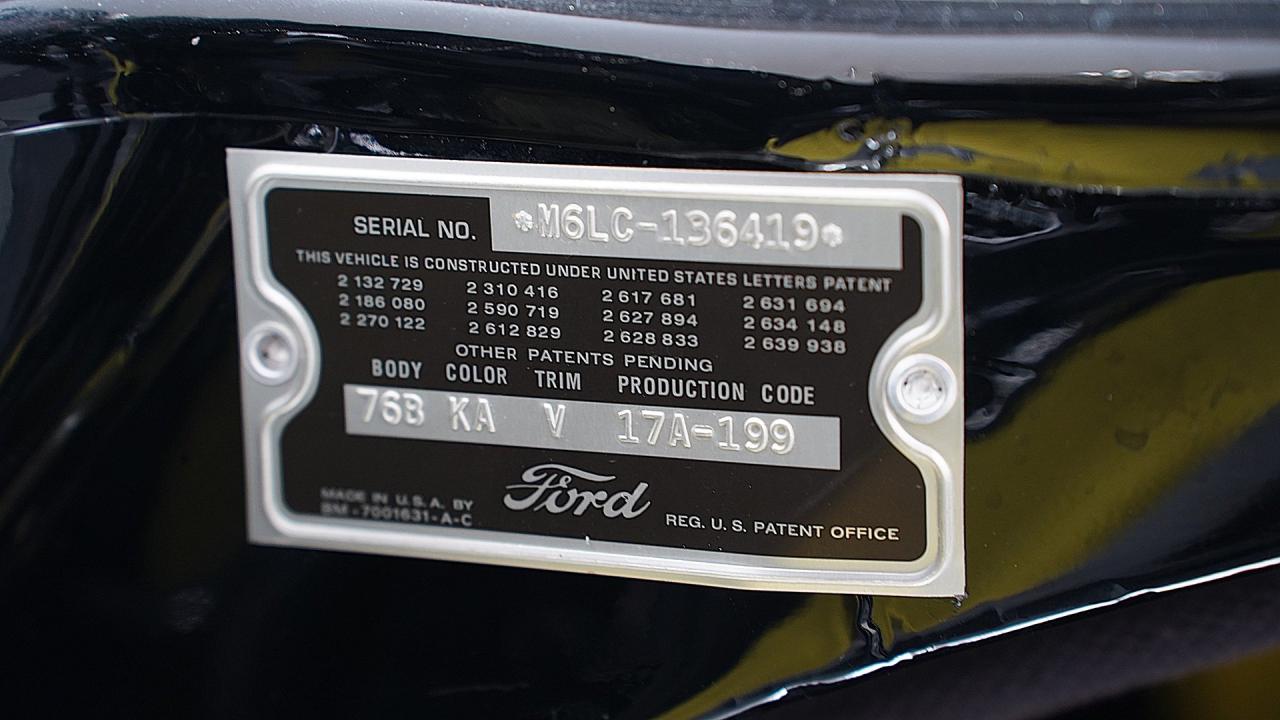 SERIAL NO. *M6LC-136419*
THIS VEHICLE IS CONSTRUCTED UNDER UNITED STATES LETTERS PATENT
2 132 729 2 310 416 2 617 681 2 631 694
2 186 080 2 590 719 2 627 894 2 634 148
2 270 122 2 612 829 2 628 833 2 639 938
OTHER PATENTS PENDING
BODY COLOR TRIM PRODUCTION CODE
76B KA V 17A-199
MADE IN U.S.A. BY
BM-7001631-A-C
Ford
REG. U. S. PATENT OFFICE